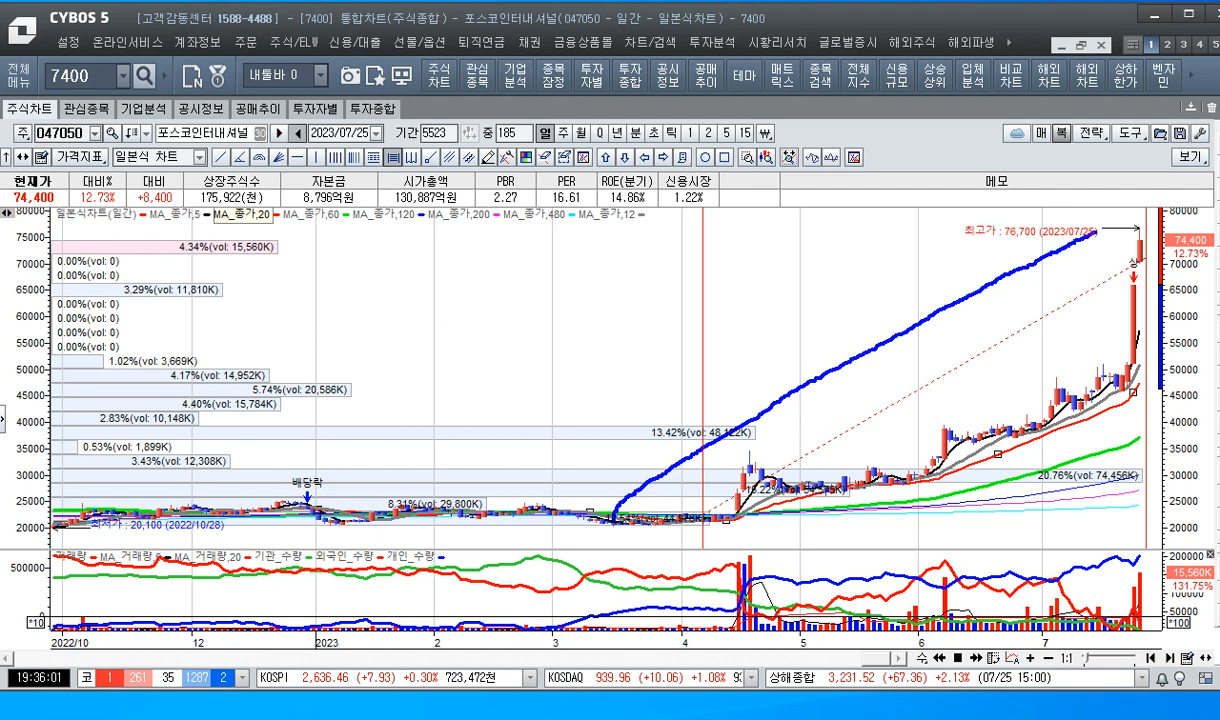 CYBOS 5 [고객감동센터 1588-4488] - [7400] 통합차트(주식종합) - 포스코인터내셔널(047050 - 일간 - 일본식차트) - 7400
설정 온라인서비스 계좌정보 주문 주식/ELW 신용/대출 선물/옵션 퇴직연금 채권 금융상품몰 차트/검색 투자분석 시황리서치 글로벌증시 해외주식 해외파생 1 2 3 4 5
전체메뉴 7400 내툴바 0 주식차트 관심종목 기업분석 종목잠정 투자자별 투자종합 공시정보 공매추이 테마 매트릭스 종목검색 전체지수 신용규모 상승상위 입체분석 비교차트 해외차트 해외차트 상하한가 벤자민
주식차트 관심종목 기업분석 공시정보 공매추이 투자자별 투자종합
주 047050 포스코인터내셔널 30 2023/07/25 기간 5523 중 185 일 주 월 Q 년 분 초 틱 1 2 5 15 매 복 전략 도구
가격지표 일본식 차트 보기
현재가 대비% 대비 상장주식수 자본금 시가총액 PBR PER ROE(분기) 신용시장 메모
74,400 12.73% +8,400 175,922(천) 8,796억원 130,887억원 2.27 16.61 14.86% 1.22%
80000 일본식차트(일간) MA_종가,5 MA_종가,20 MA_종가,60 MA_종가,120 MA_종가,200 MA_종가,480 MA_종가,12 80000
최고가 : 76,700 (2023/07/25)
75000 4.34%(vol: 15,560K) 74,400
12.73%
0.00%(vol: 0)
70000 상 70000
0.00%(vol: 0)
65000 3.29%(vol: 11,810K) 65000
0.00%(vol: 0)
60000 0.00%(vol: 0) 60000
0.00%(vol: 0)
55000 0.00%(vol: 0) 55000
1.02%(vol: 3,669K)
50000 4.17%(vol: 14,952K) 50000
5.74%(vol: 20,586K)
45000 4.40%(vol: 15,784K) 45000
40000 2.83%(vol: 10,148K) 40000
13.42%(vol: 48,122K)
35000 0.53%(vol: 1,899K) 35000
3.43%(vol: 12,308K)
30000 배당락 20.76%(vol: 74,456K) 30000
25000 8.31%(vol: 29,800K) 25000
20000 최저가 : 20,100 (2022/10/28) 20000
거래량 MA_거래량,5 MA_거래량,20 기관_수량 외국인_수량 개인_수량 200000
500000 15,560K
131.75%
100000
50000
0
*10 *100
2022/10 12 2023 2 3 4 5 6 7
수 1:1
19:36:01 코 1 261 35 1287 2 KOSPI 2,636.46 (+7.93) +0.30% 723,472천 KOSDAQ 939.96 (+10.06) +1.08% 상해종합 3,231.52 (+67.36) +2.13% (07/25 15:00)